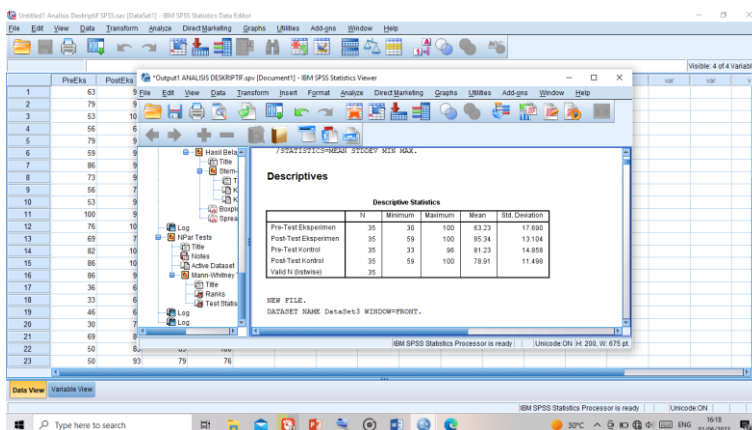 Untitled1 Analisis Deskriptif SPSS.sav [DataSet1] - IBM SPSS Statistics Data Editor
File Edit View Data Transform Analyze Direct Marketing Graphs Utilities Add-ons Window Help
Visible: 4 of 4 Variabl
PreEks PostEks var var
1 63
2 79
3 53
4 56
5 79
6 59
7 86
8 73
9 56
10 53
11 100
12 76
13 69
14 82
15 86
16 86
17 36
18 33
19 46
20 30
21 69
22 50
23 50 93 79 76
*Output1 ANALISIS DESKRIPTIF.spv [Document1] - IBM SPSS Statistics Viewer
File Edit View Data Transform Insert Format Analyze Direct Marketing Graphs Utilities Add-ons Window Help
Hasil Bela
Title
Stem-
Boxpl
Sprea
Log
NPar Tests
Title
Notes
Active Dataset
Mann-Whitney
Title
Ranks
Test Statis
Log
Log
/STATISTICS=MEAN STDDEV MIN MAX.
Descriptives
Descriptive Statistics
N Minimum Maximum Mean Std. Deviation
Pre-Test Eksperimen 35 30 100 63.23 17.690
Post-Test Eksperimen 35 59 100 85.34 13.104
Pre-Test Kontrol 35 33 96 81.23 14.858
Post-Test Kontrol 35 59 100 78.91 11.498
Valid N (listwise) 35
NEW FILE.
DATASET NAME DataSet3 WINDOW=FRONT.
IBM SPSS Statistics Processor is ready Unicode:ON H: 200, W: 675 pt.
Data View Variable View
IBM SPSS Statistics Processor is ready Unicode:ON
Type here to search
30°C ENG 16:18